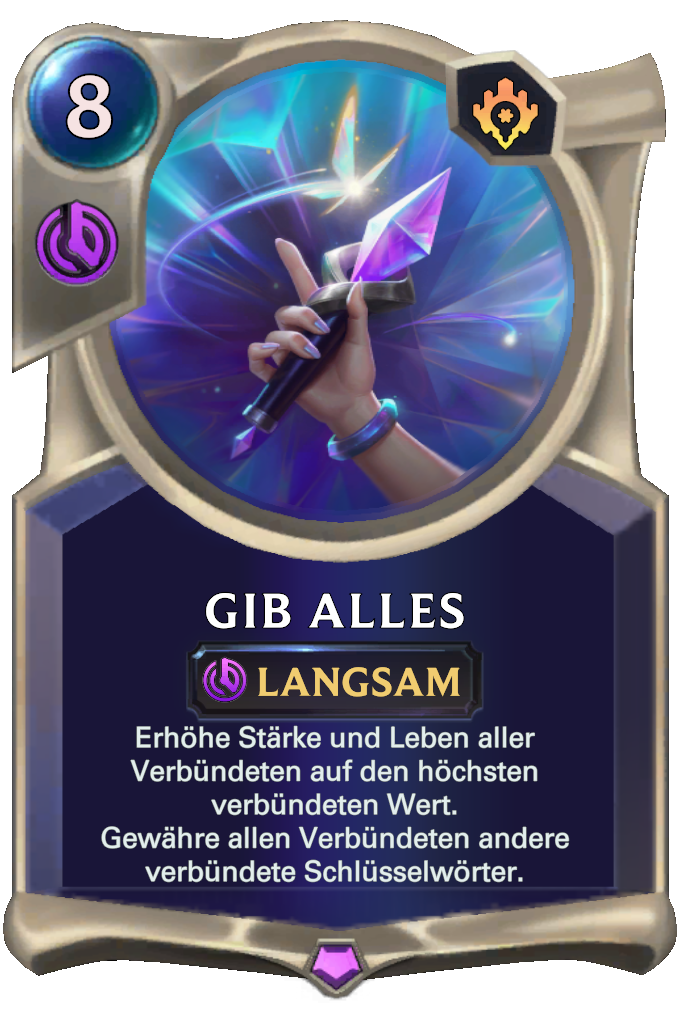 8
GIB ALLES
LANGSAM
Erhöhe Stärke und Leben aller
Verbündeten auf den höchsten
verbündeten Wert.
Gewähre allen Verbündeten andere
verbündete Schlüsselwörter.